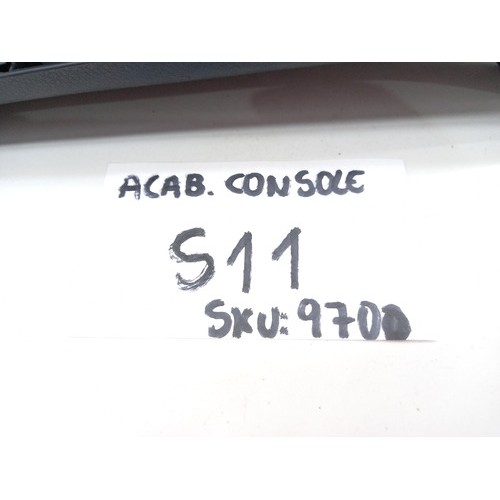 ACAB. CONSOLE
S11
SKU: 9700